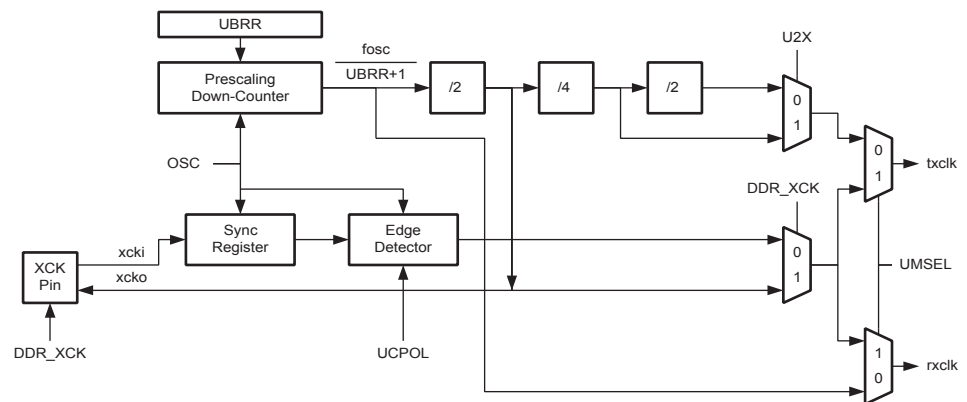 UBRR
fosc
U2X
Prescaling
Down-Counter
UBRR+1
/2
/4
/2
0
1
OSC
0
1
txclk
DDR_XCK
Sync
Register
Edge
Detector
xcki
XCK
Pin
xcko
0
1
UMSEL
DDR_XCK
UCPOL
1
0
rxclk